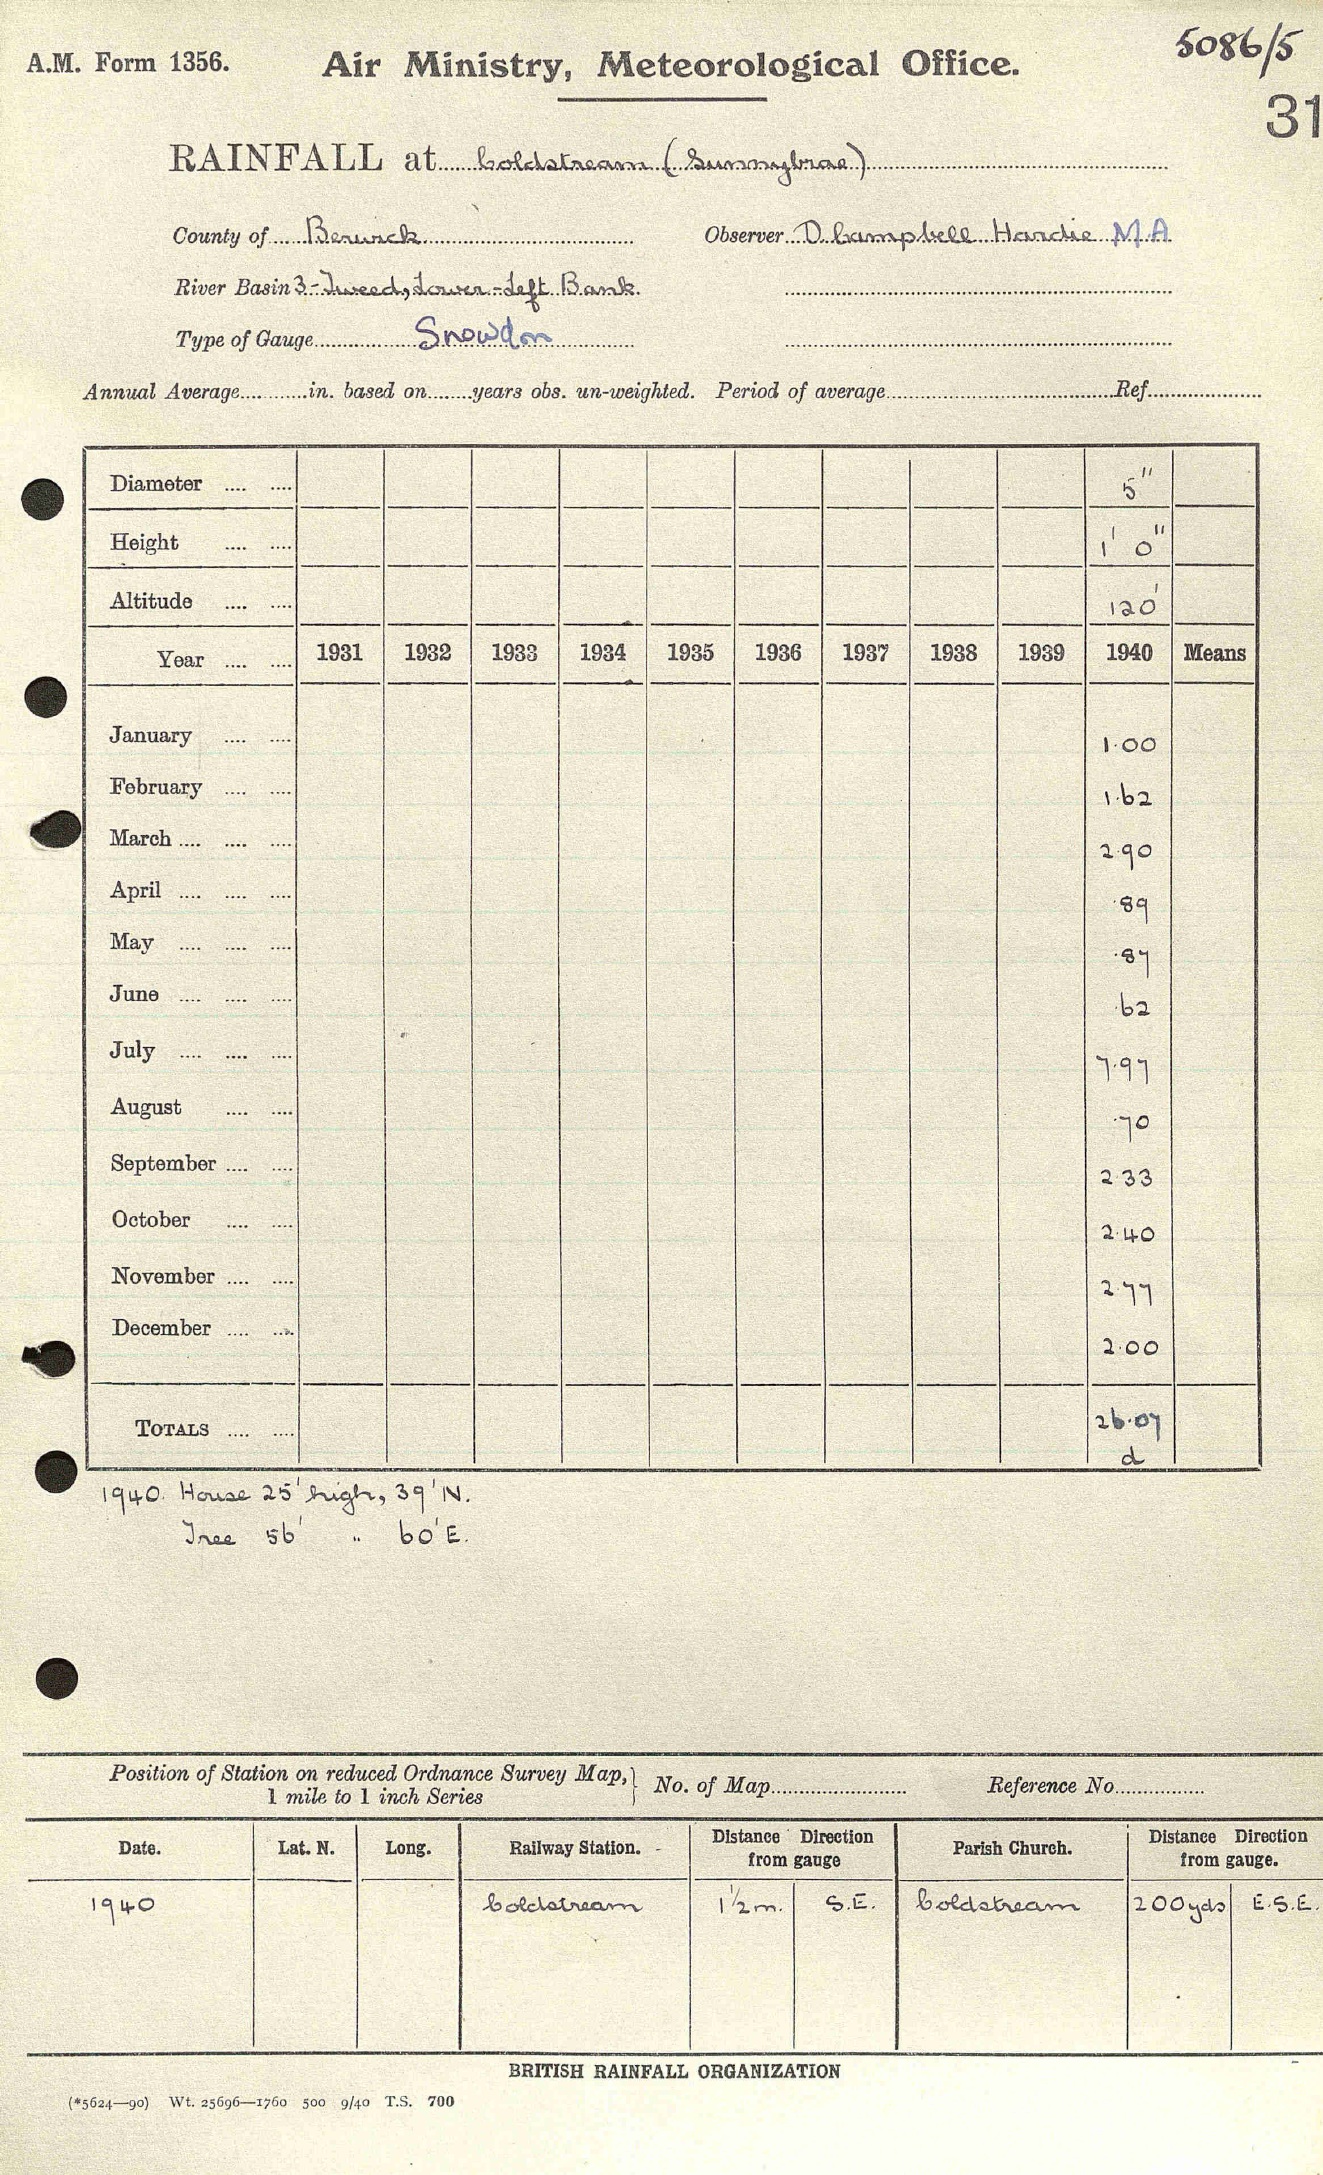 5086/5
A.M. Form 1356. Air Ministry, Meteorological Office.
31
RAINFALL at Coldstream (Sunnybrae)
County of Berwick Observer D Campbell Hardie M.A
River Basin 3-Tweed, Lower-Left Bank.
Type of Gauge Snowdon
Annual Average in. based on years obs. un-weighted. Period of average Ref.
Diameter 5"
Height 1' 0"
Altitude 120'
Year 1931 1932 1933 1934 1935 1936 1937 1938 1939 1940 Means
January 1.00
February 1.62
March 2.90
April .89
May .87
June .62
July 7.97
August .70
September 2.33
October 2.40
November 2.77
December 2.00
TOTALS 26.07
d
1940. House 25' high, 39' N.
Tree 56' " 60' E.
Position of Station on reduced Ordnance Survey Map,} No. of Map Reference No.
1 mile to 1 inch Series
Date. Lat. N. Long. Railway Station. Distance Direction from gauge Parish Church. Distance Direction from gauge.
1940 Coldstream 1½ m. S.E. Coldstream 200 yds E.S.E.
BRITISH RAINFALL ORGANIZATION
(*5624—90) Wt. 25696—1760 500 9/40 T.S. 700